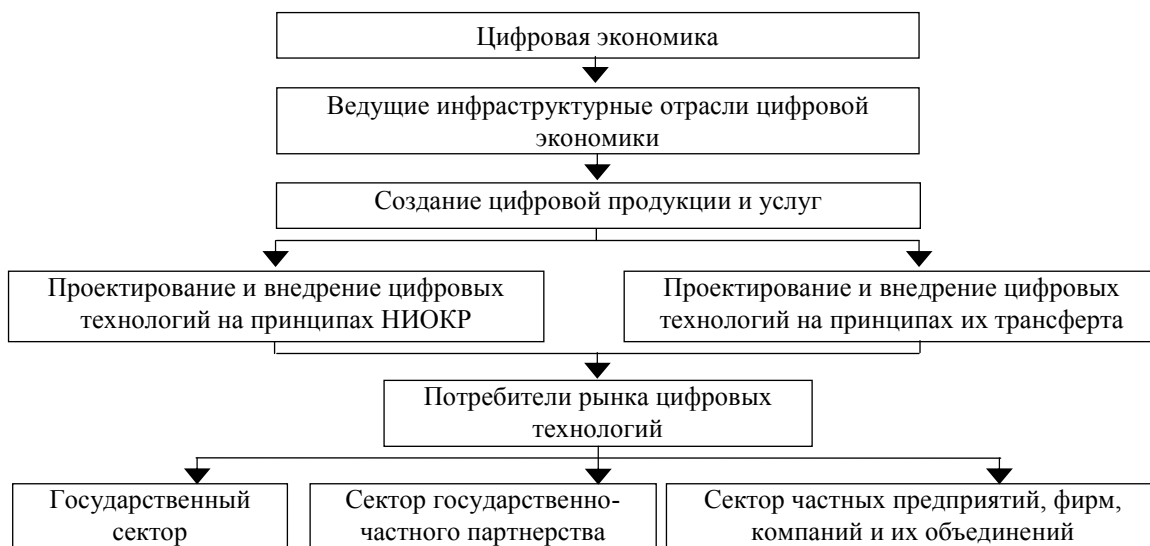 Цифровая экономика
Ведущие инфраструктурные отрасли цифровой
экономики
Создание цифровой продукции и услуг
Проектирование и внедрение цифровых
технологий на принципах НИОКР
Проектирование и внедрение цифровых
технологий на принципах их трансферта
Потребители рынка цифровых
технологий
Государственный
сектор
Сектор государственно-
частного партнерства
Сектор частных предприятий, фирм,
компаний и их объединений